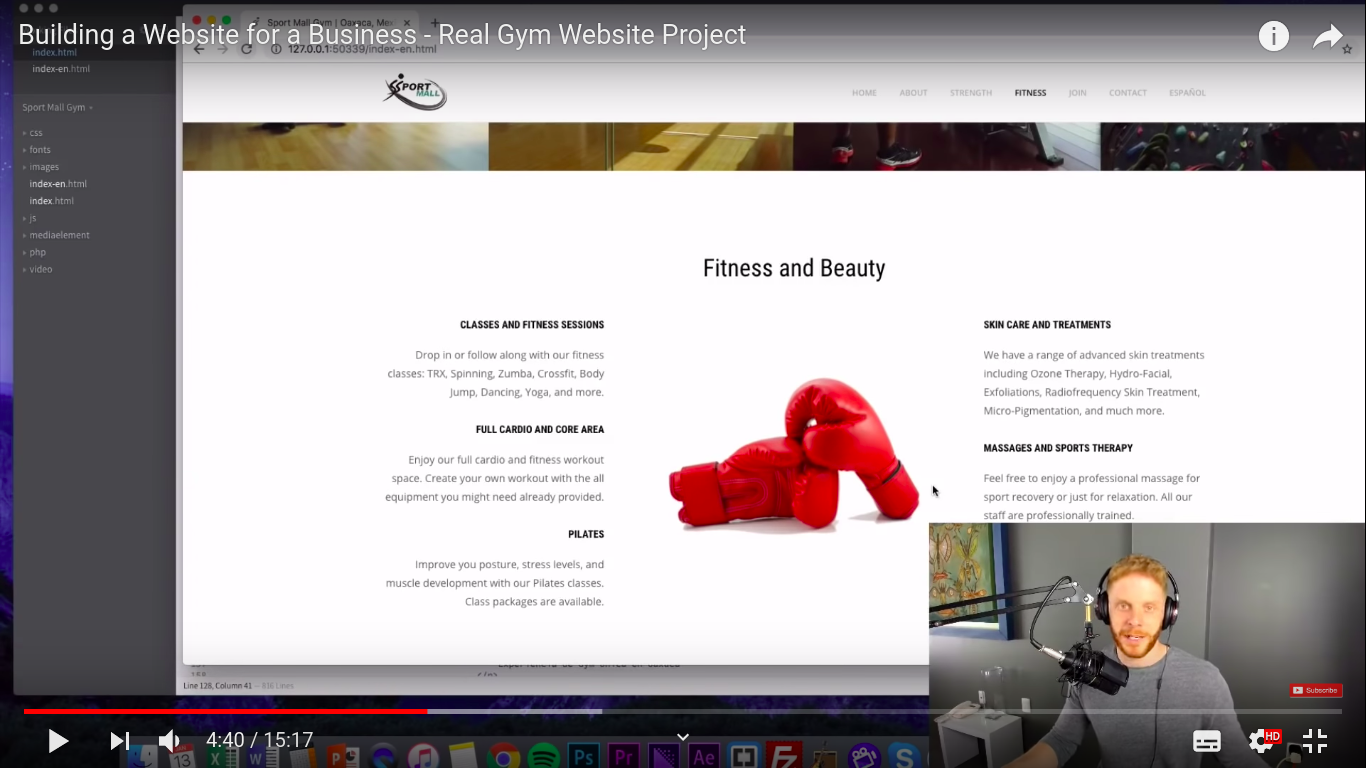 Sport Mall Gym | Oaxaca, Mex
Building a Website for a Business - Real Gym Website Project
index.html
127.0.0.1:50339/index-en.html
index-en.html
SPORT
MALL
HOME
ABOUT
STRENGTH
FITNESS
JOIN
CONTACT
ESPAÑOL
Sport Mall Gym
css
fonts
images
index-en.html
index.html
js
mediaelement
php
video
Fitness and Beauty
CLASSES AND FITNESS SESSIONS
Drop in or follow along with our fitness
classes: TRX, Spinning, Zumba, Crossfit, Body
Jump, Dancing, Yoga, and more.
FULL CARDIO AND CORE AREA
Enjoy our full cardio and fitness workout
space. Create your own workout with the all
equipment you might need already provided.
PILATES
Improve you posture, stress levels, and
muscle development with our Pilates classes.
Class packages are available.
SKIN CARE AND TREATMENTS
We have a range of advanced skin treatments
including Ozone Therapy, Hydro-Facial,
Exfoliations, Radiofrequency Skin Treatment,
Micro-Pigmentation, and much more.
MASSAGES AND SPORTS THERAPY
Feel free to enjoy a professional massage for
sport recovery or just for relaxation. All our
staff are professionally trained.
Line 128, Column 41 — 836 Lines
Subscribe
4:40 / 15:17
HD
13
Ps
Pr
Ae
Fz
S